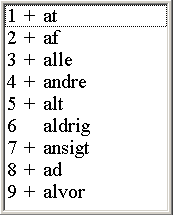 1 + at
2 + af
3 + alle
4 + andre
5 + alt
6   aldrig
7 + ansigt
8 + ad
9 + alvor